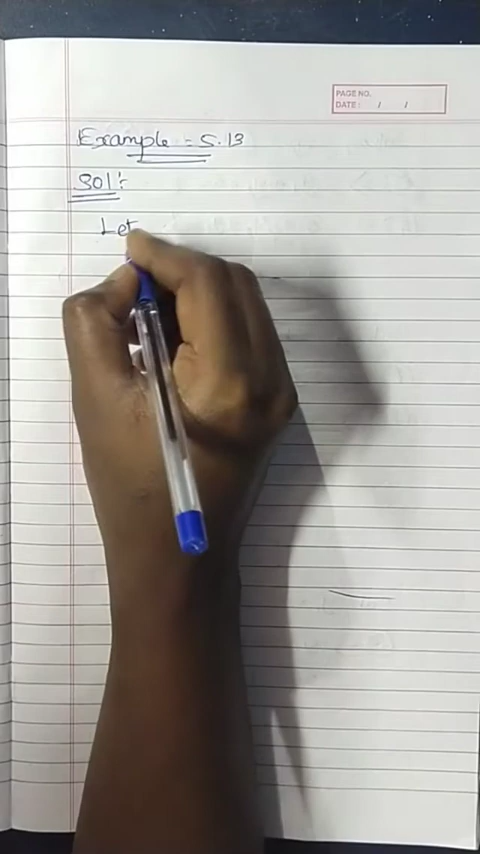 PAGE NO.
DATE: / /
Example = 5.13
Sol:
Let